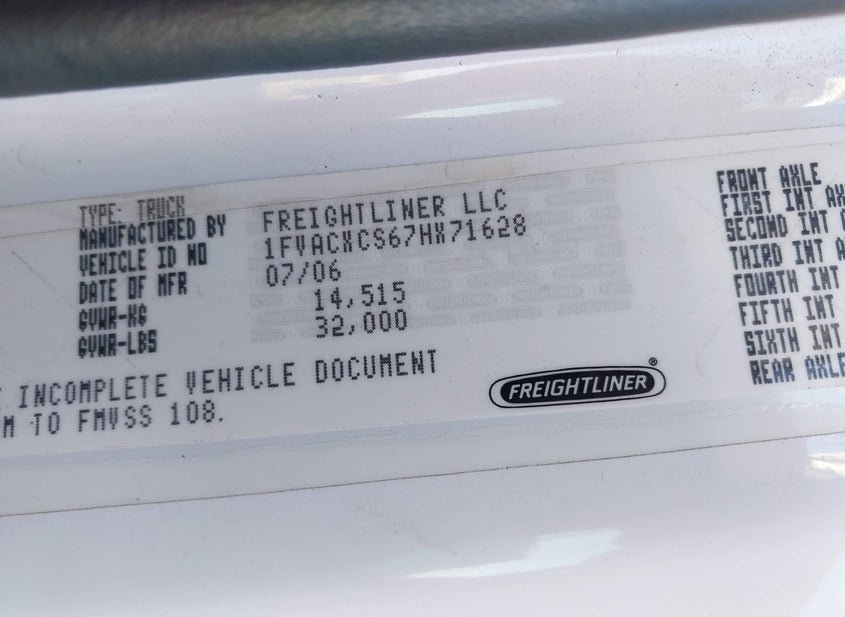 TYPE: TRUCK
MANUFACTURED BY FREIGHTLINER LLC
VEHICLE ID NO 1FVACXCS67HX71628
DATE OF MFR 07/06
GVWR-KG 14,515
GVWR-LBS 32,000
INCOMPLETE VEHICLE DOCUMENT
M TO FMVSS 108.
FREIGHTLINER®
FRONT AXLE
FIRST INT AX
SECOND INT A
THIRD INT A
FOURTH INT
FIFTH INT
SIXTH INT
REAR AXLE